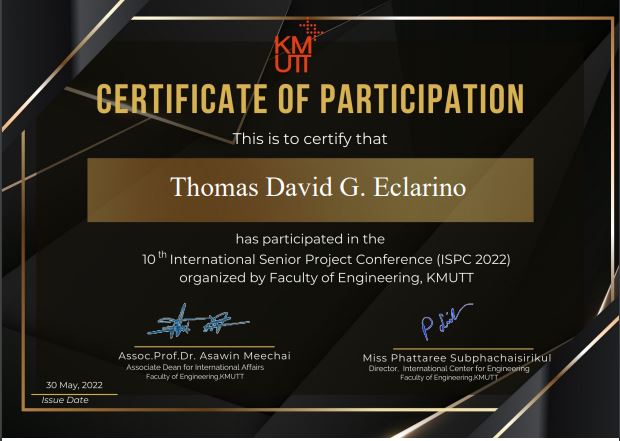 KM
UTT
CERTIFICATE OF PARTICIPATION
This is to certify that
Thomas David G. Eclarino
has participated in the
10th International Senior Project Conference (ISPC 2022)
organized by Faculty of Engineering, KMUTT
Assoc.Prof.Dr. Asawin Meechai
Associate Dean for International Affairs
Faculty of Engineering,KMUTT
Miss Phattaree Subphachaisirikul
Director, International Center for Engineering
Faculty of Engineering,KMUTT
30 May, 2022
Issue Date